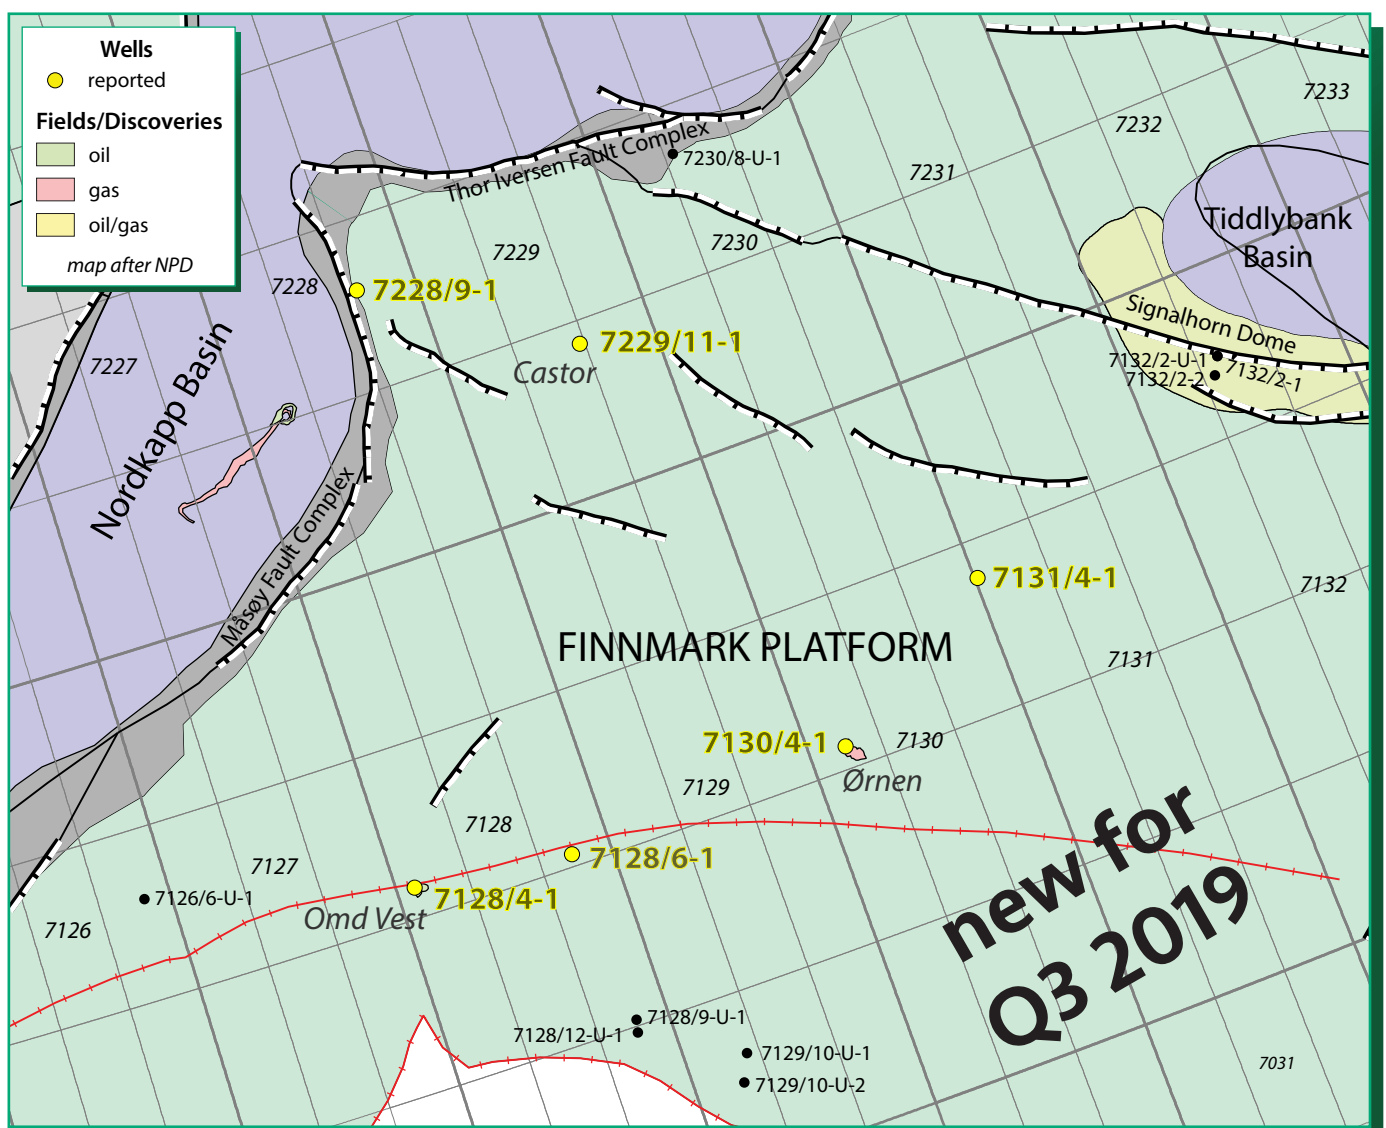 Wells
reported
Fields/Discoveries
oil
gas
oil/gas
map after NPD
7233
7232
Thor Iversen Fault Complex
7230/8-U-1
7231
Tiddlybank
Basin
7230
7229
7228
7228/9-1
Signalhorn Dome
7229/11-1
Castor
7132/2-U-1
7132/2-1
7132/2-2
7227
Nordkapp Basin
Måsøy Fault Complex
7131/4-1
7132
FINNMARK PLATFORM
7131
7130/4-1
7130
Ørnen
7129
7128
new for
Q3 2019
7128/6-1
7127
7128/4-1
7126/6-U-1
Omd Vest
7126
7128/9-U-1
7128/12-U-1
7129/10-U-1
7129/10-U-2
7031